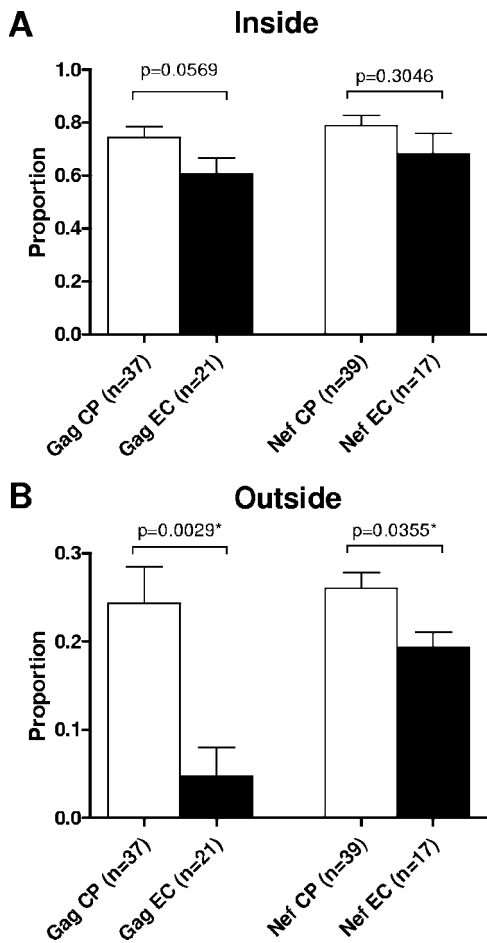 A
Inside
p=0.0569
p=0.3046
Proportion
1.0
0.8
0.6
0.4
0.2
0.0
Gag CP (n=37)
Gag EC (n=21)
Nef CP (n=39)
Nef EC (n=17)
B
Outside
p=0.0029*
p=0.0355*
Proportion
0.3
0.2
0.1
0.0
Gag CP (n=37)
Gag EC (n=21)
Nef CP (n=39)
Nef EC (n=17)